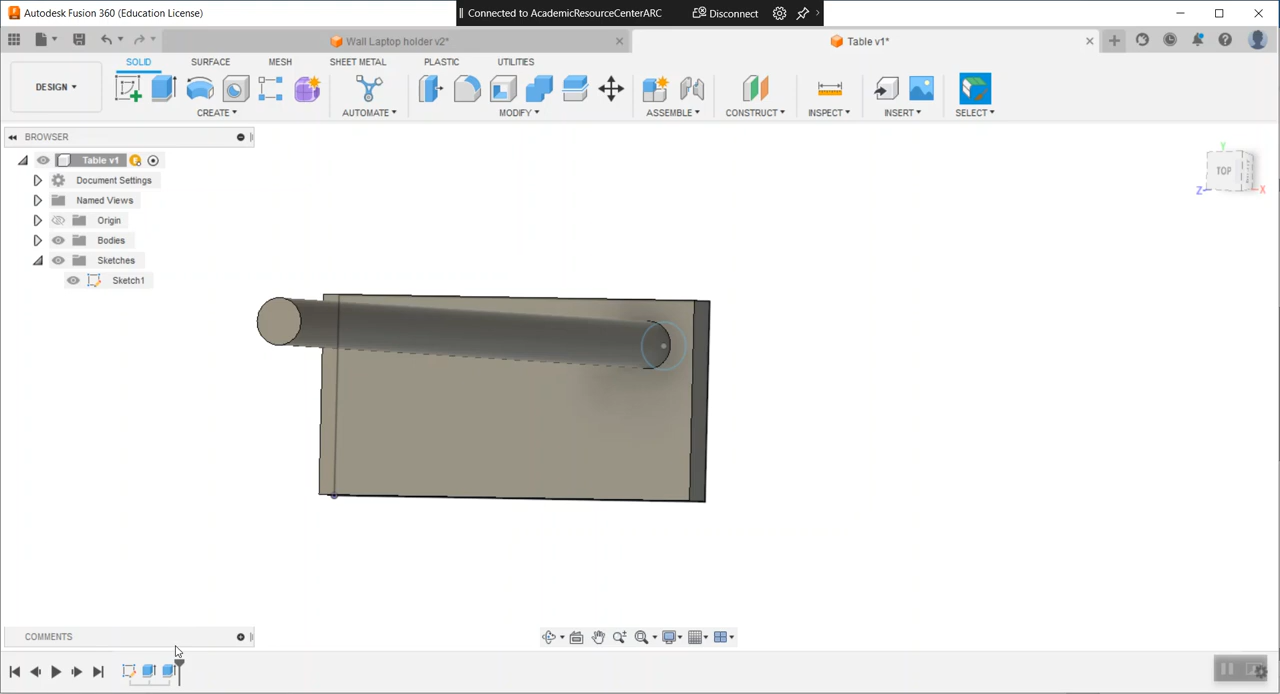 Autodesk Fusion 360 (Education License)
Connected to AcademicResourceCenterARC
Disconnect
Wall Laptop holder v2*
Table v1*
DESIGN
SOLID
SURFACE
MESH
SHEET METAL
PLASTIC
UTILITIES
CREATE
AUTOMATE
MODIFY
ASSEMBLE
CONSTRUCT
INSPECT
INSERT
SELECT
BROWSER
Table v1
Document Settings
Named Views
Origin
Bodies
Sketches
Sketch1
Y
TOP
Z
X
COMMENTS